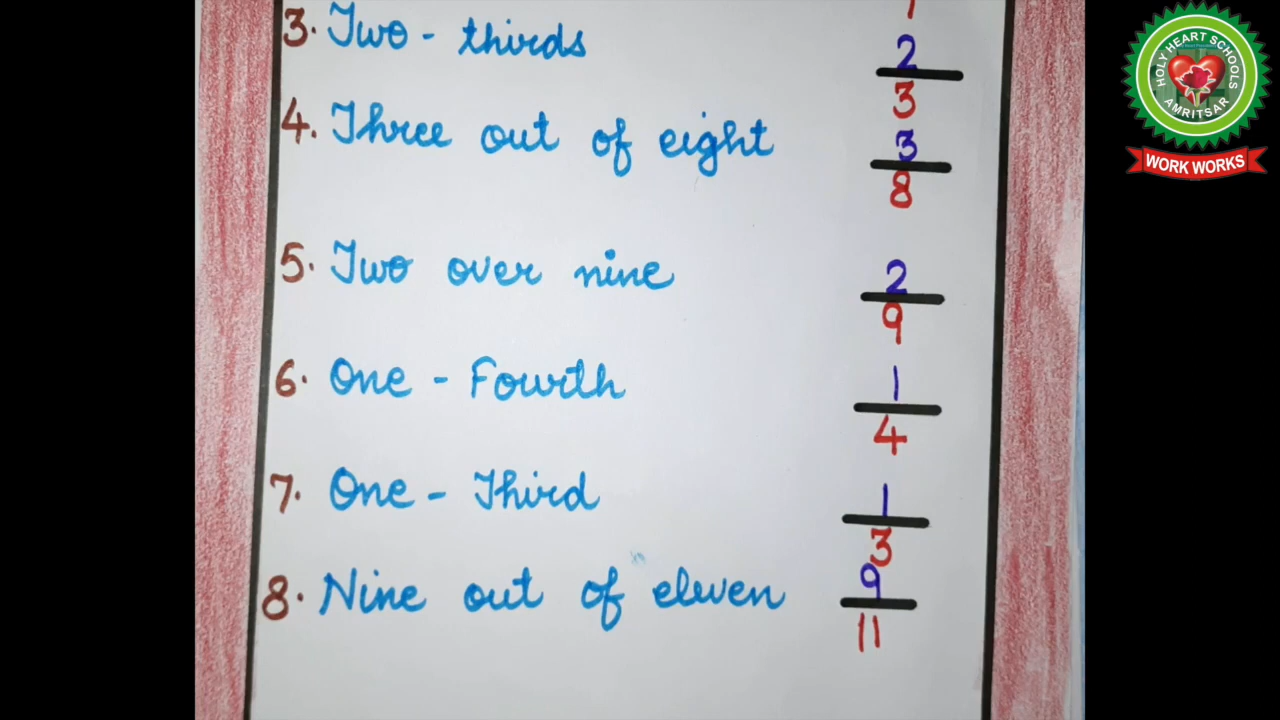 3. Two - thirds 2/3
4. Three out of eight 3/8
5. Two over nine 2/9
6. One - Fourth 1/4
7. One - Third 1/3
8. Nine out of eleven 9/11
HOLY HEART SCHOOLS
AMRITSAR
WORK WORKS